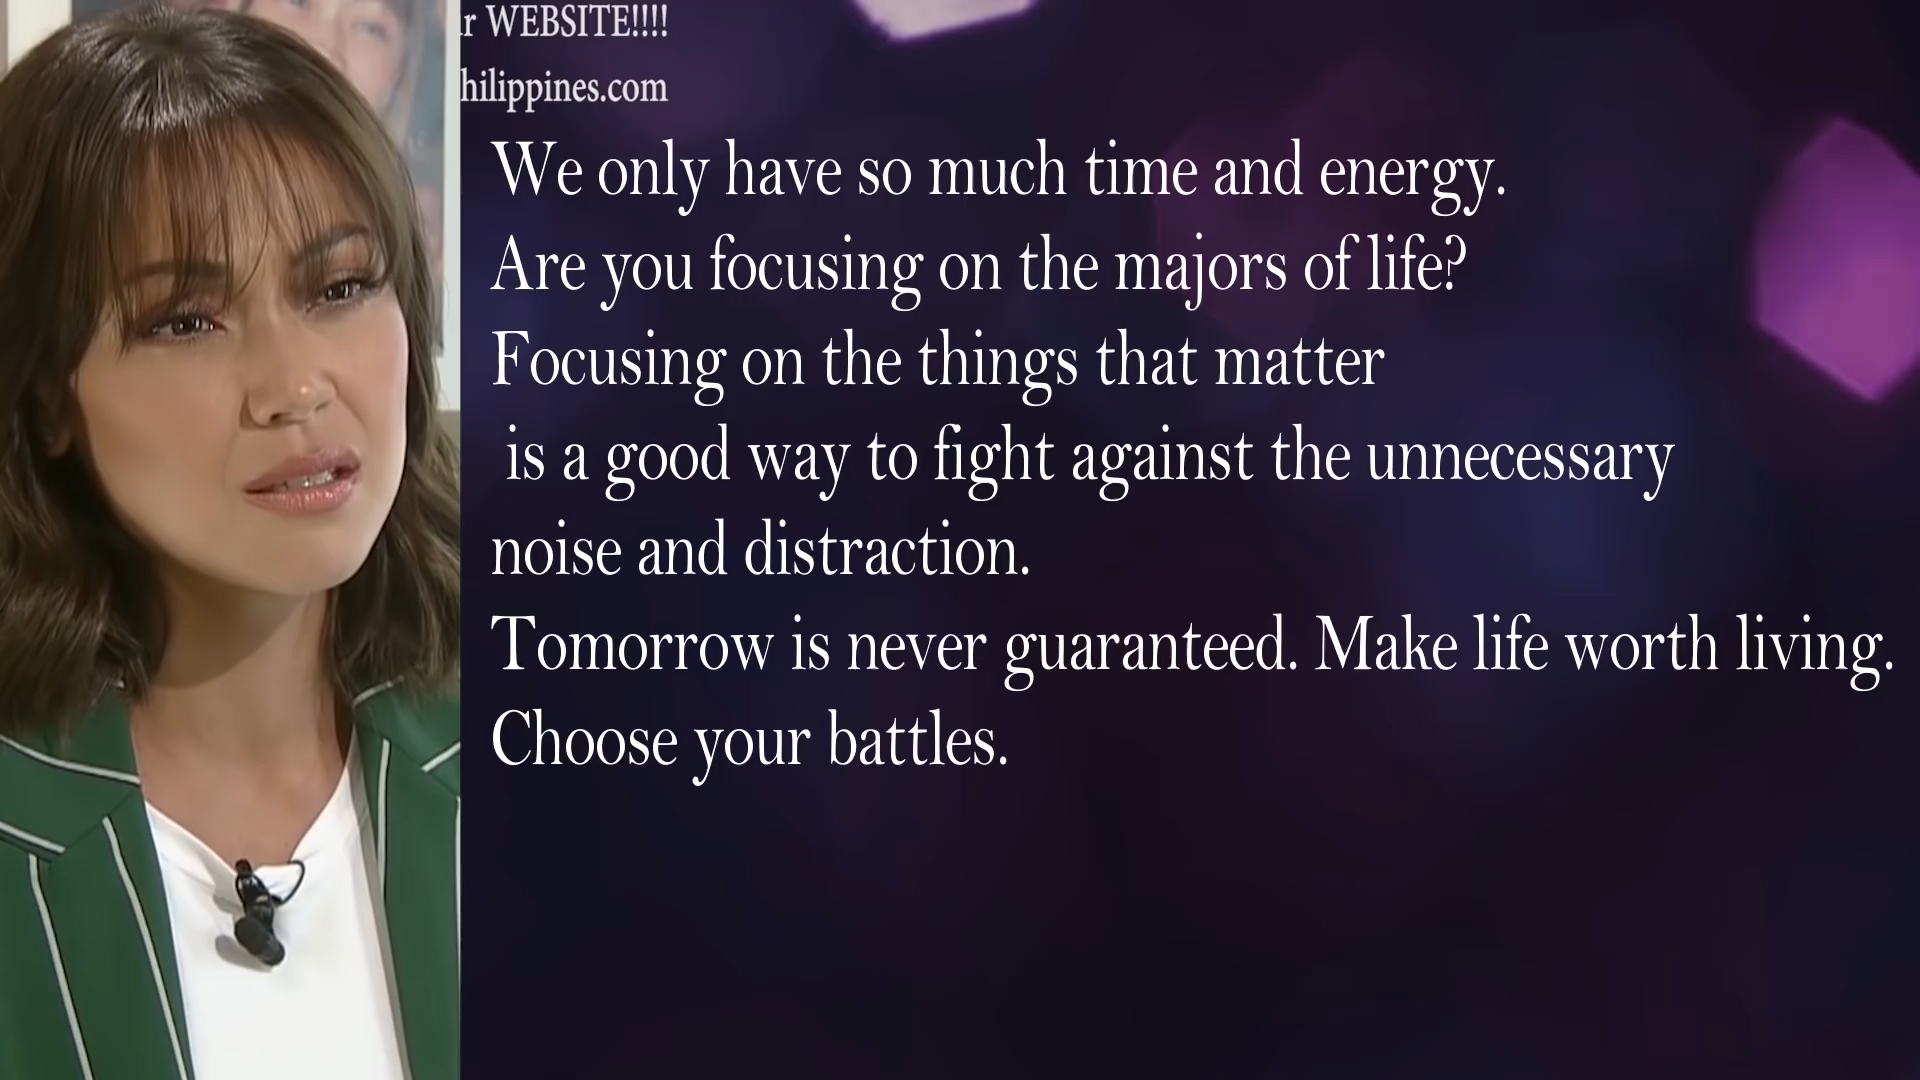 WEBSITE!!!!
We only have so much time and energy.
Are you focusing on the majors of life?
Focusing on the things that matter
is a good way to fight against the unnecessary
noise and distraction.
Tomorrow is never guaranteed. Make life worth living.
Choose your battles.